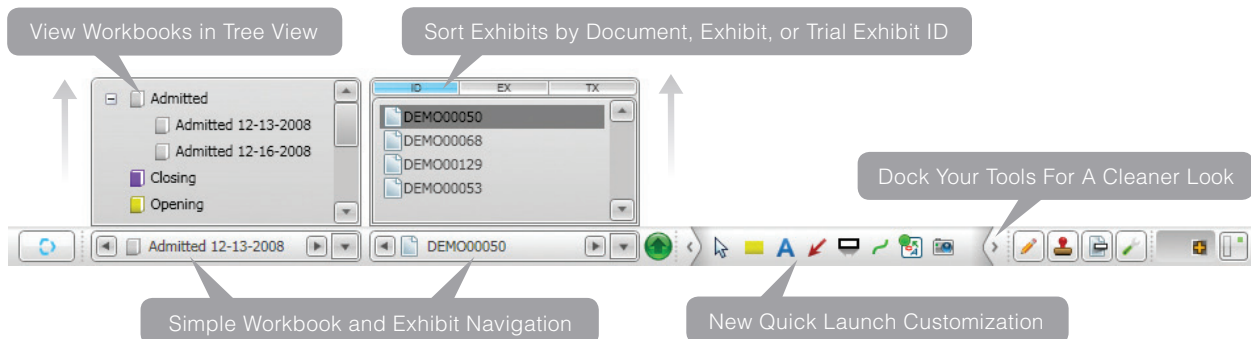 View Workbooks in Tree View
Sort Exhibits by Document, Exhibit, or Trial Exhibit ID
ID EX TX
Admitted
Admitted 12-13-2008
Admitted 12-16-2008
Closing
Opening
DEMO00050
DEMO00068
DEMO00129
DEMO00053
Dock Your Tools For A Cleaner Look
Admitted 12-13-2008
DEMO00050
A
Simple Workbook and Exhibit Navigation
New Quick Launch Customization